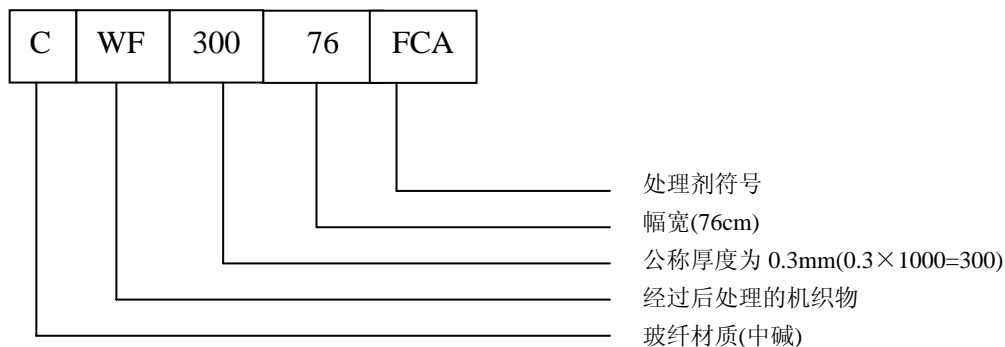 C WF 300 76 FCA
处理剂符号
幅宽(76cm)
公称厚度为 0.3mm(0.3×1000=300)
经过后处理的机织物
玻纤材质(中碱)